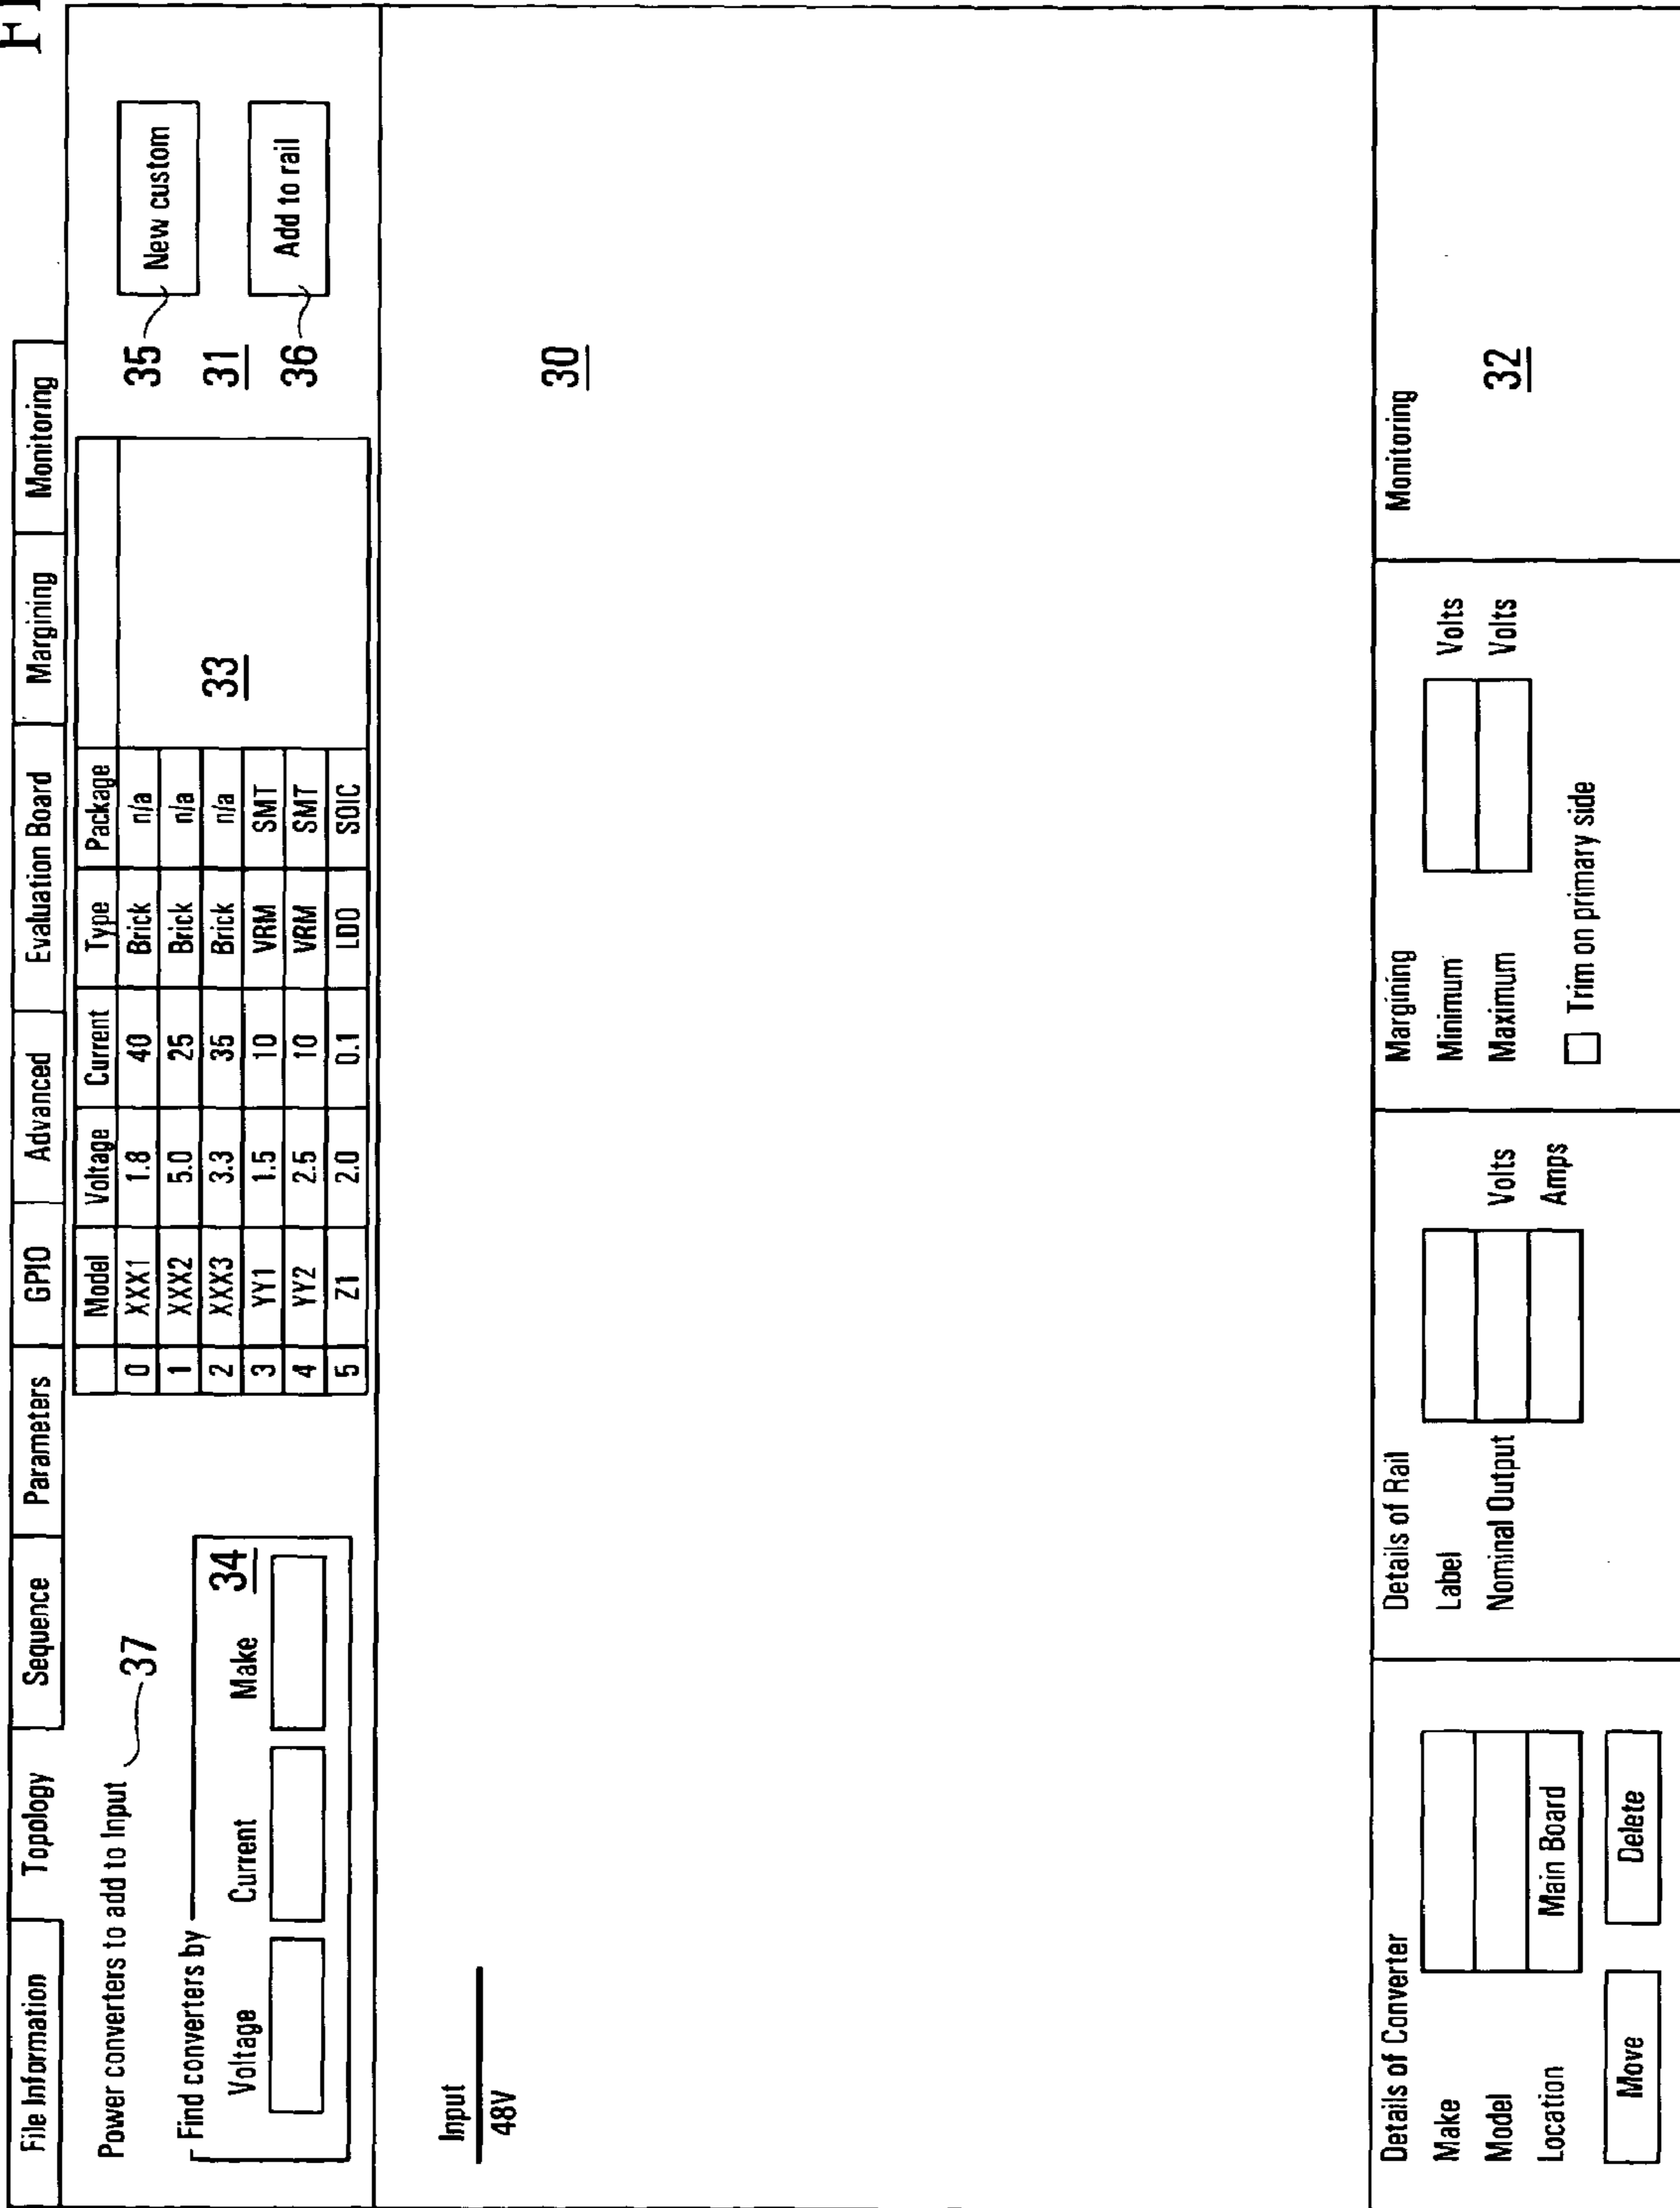 File Information Topology Sequence Parameters GPIO Advanced Evaluation Board Margining Monitoring
Power converters to add to Input 37
Find converters by 34
Voltage Current Make
Model Voltage Current Type Package
0 XXX1 1.8 40 Brick n/a
1 XXX2 5.0 25 Brick n/a
2 XXX3 3.3 35 Brick n/a
3 YY1 1.5 10 VRM SMT
4 YY2 2.5 10 VRM SMT
5 Z1 2.0 0.1 LDO SOIC
33
35 New custom
31
36 Add to rail
Input
48V
30
Details of Converter
Make
Model
Location Main Board
Move Delete
Details of Rail
Label
Nominal Output Volts
Amps
Margining
Minimum Volts
Maximum Volts
Trim on primary side
Monitoring
32